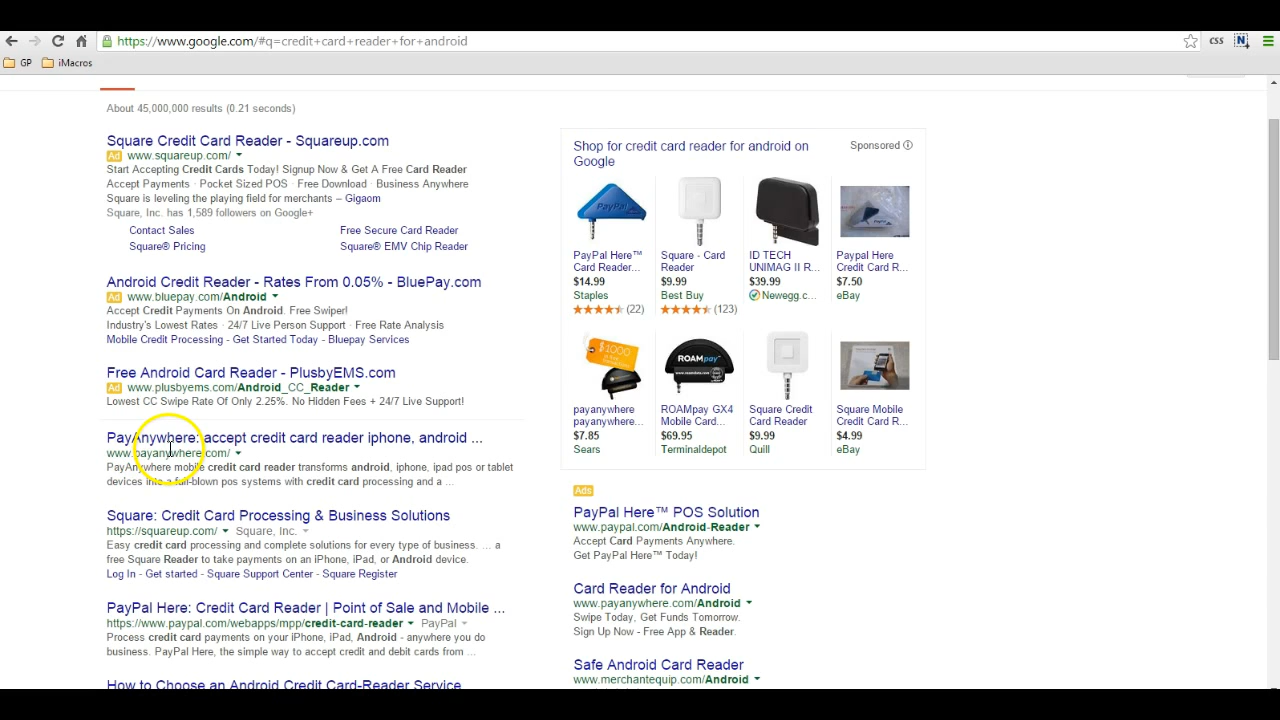 https://www.google.com/#q=credit+card+reader+for+android
CSS
N
GP
iMacros
About 45,000,000 results (0.21 seconds)
Square Credit Card Reader - Squareup.com
Ad www.squareup.com/
Start Accepting Credit Cards Today! Signup Now & Get A Free Card Reader
Accept Payments · Pocket Sized POS · Free Download · Business Anywhere
Square is leveling the playing field for merchants – Gigaom
Square, Inc. has 1,589 followers on Google+
Contact Sales
Free Secure Card Reader
Square® Pricing
Square® EMV Chip Reader
Android Credit Reader - Rates From 0.05% - BluePay.com
Ad www.bluepay.com/Android
Accept Credit Payments On Android. Free Swiper!
Industry's Lowest Rates · 24/7 Live Person Support · Free Rate Analysis
Mobile Credit Processing - Get Started Today - Bluepay Services
Free Android Card Reader - PlusbyEMS.com
Ad www.plusbyems.com/Android_CC_Reader
Lowest CC Swipe Rate Of Only 2.25%. No Hidden Fees + 24/7 Live Support!
PayAnywhere: accept credit card reader iphone, android ...
www.payanywhere.com/
PayAnywhere mobile credit card reader transforms android, iphone, ipad pos or tablet
devices into a full-blown pos systems with credit card processing and a ...
Square: Credit Card Processing & Business Solutions
https://squareup.com/ Square, Inc.
Easy credit card processing and complete solutions for every type of business. ... a
free Square Reader to take payments on an iPhone, iPad, or Android device.
Log In - Get started - Square Support Center - Square Register
PayPal Here: Credit Card Reader | Point of Sale and Mobile ...
https://www.paypal.com/webapps/mpp/credit-card-reader PayPal
Process credit card payments on your iPhone, iPad, Android - anywhere you do
business. PayPal Here, the simple way to accept credit and debit cards from ...
How to Choose an Android Credit Card-Reader Service
Shop for credit card reader for android on
Google
Sponsored
PayPal
PayPal Here™
Card Reader...
$14.99
Staples
(22)
Square - Card
Reader
$9.99
Best Buy
(123)
ID TECH
UNIMAG II R...
$39.99
Newegg.c...
Paypal Here
Credit Card R...
$7.50
eBay
$1000
payanywhere
payanywhere...
$7.85
Sears
ROAMpay
ROAMpay GX4
Mobile Card...
$69.95
Terminaldepot
Square Credit
Card Reader
$9.99
Quill
Square Mobile
Credit Card R...
$4.99
eBay
Ads
PayPal Here™ POS Solution
www.paypal.com/Android-Reader
Accept Card Payments Anywhere.
Get PayPal Here™ Today!
Card Reader for Android
www.payanywhere.com/Android
Swipe Today, Get Funds Tomorrow.
Sign Up Now - Free App & Reader.
Safe Android Card Reader
www.merchantequip.com/Android